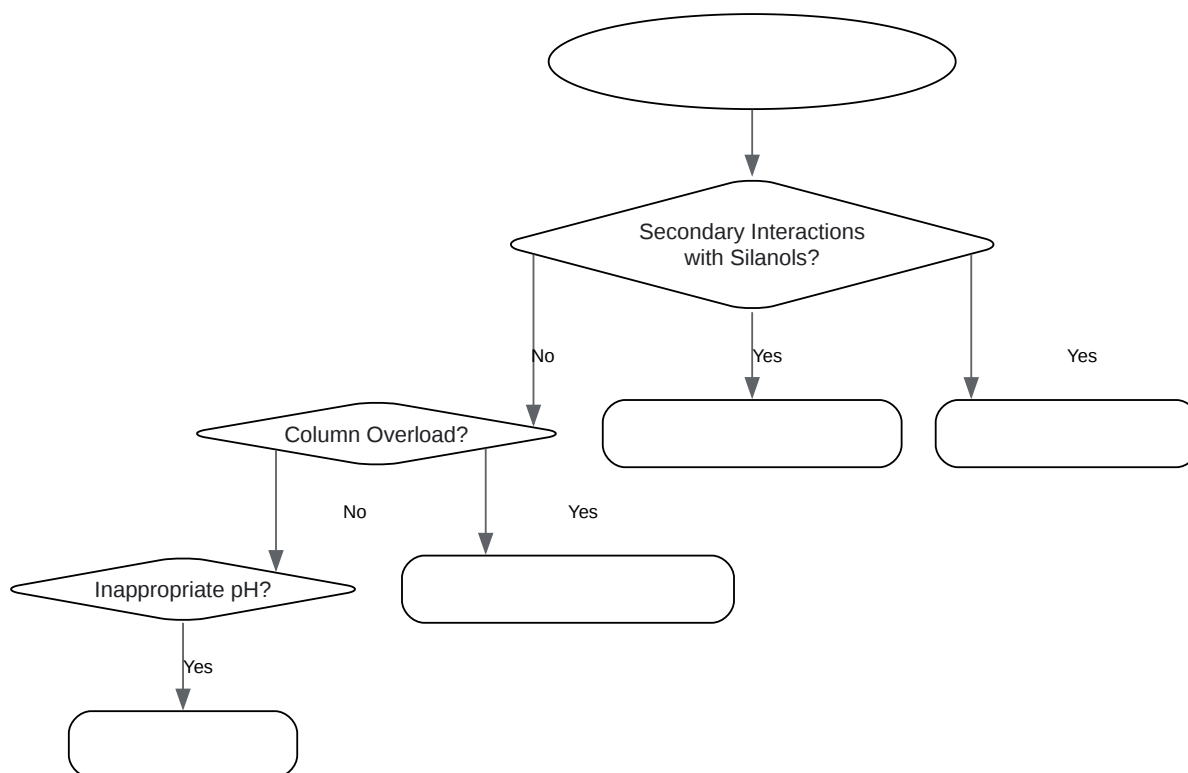 Secondary Interactions
with Silanols?
No
Yes
Yes
Column Overload?
No
Yes
Inappropriate pH?
Yes